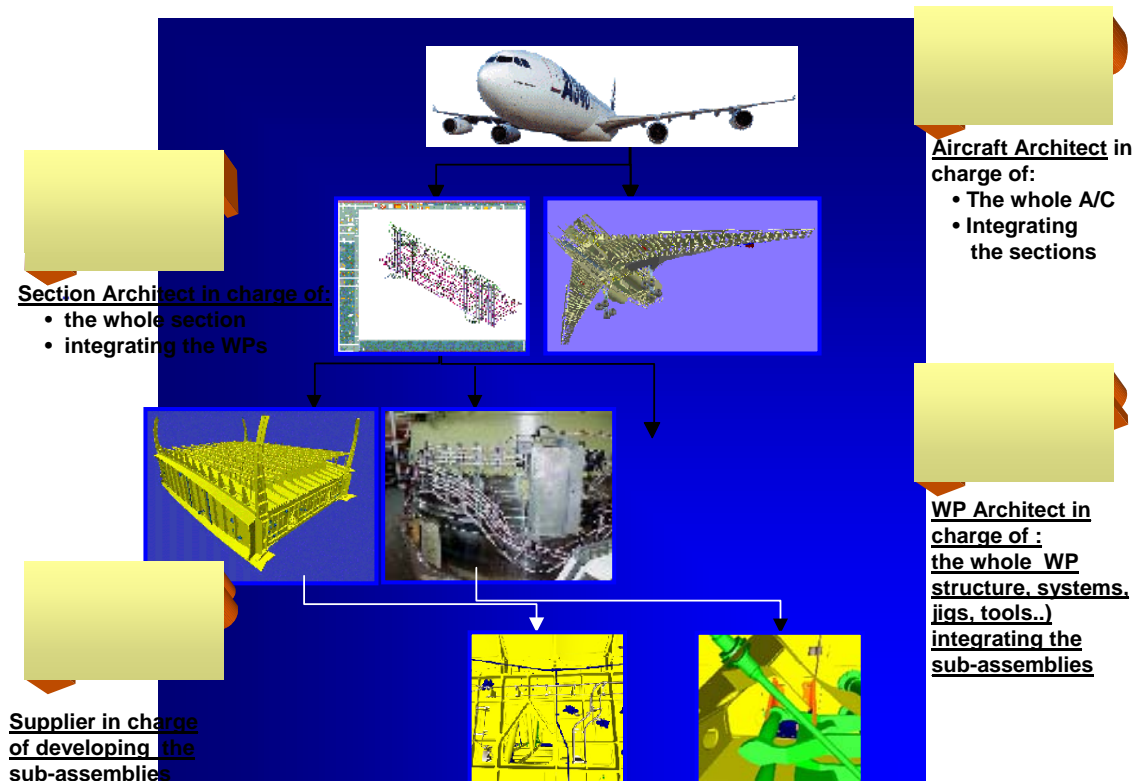 A340
Aircraft Architect in
charge of:
• The whole A/C
• Integrating
the sections
Section Architect in charge of:
• the whole section
• integrating the WPs
WP Architect in
charge of :
the whole WP
structure, systems,
jigs, tools..)
integrating the
sub-assemblies
Supplier in charge
of developing the
sub-assemblies